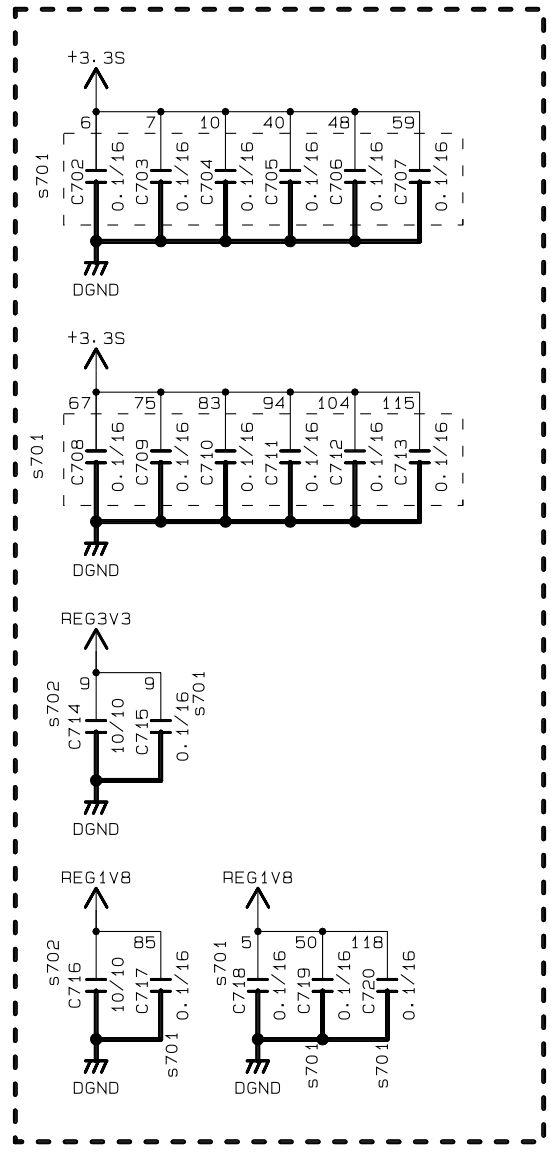 +3.3S
6 7 10 40 48 59
s701
C702 0.1/16 C703 0.1/16 C704 0.1/16 C705 0.1/16 C706 0.1/16 C707 0.1/16
DGND
+3.3S
67 75 83 94 104 115
s701
C708 0.1/16 C709 0.1/16 C710 0.1/16 C711 0.1/16 C712 0.1/16 C713 0.1/16
DGND
REG3V3
9 9
s702 C714 10/10 C715 0.1/16 s701
DGND
REG1V8
85
s702 C716 10/10 C717 0.1/16
s701
DGND
REG1V8
5 50 118
s701 C718 0.1/16 C719 0.1/16 C720 0.1/16
s701 s701
DGND